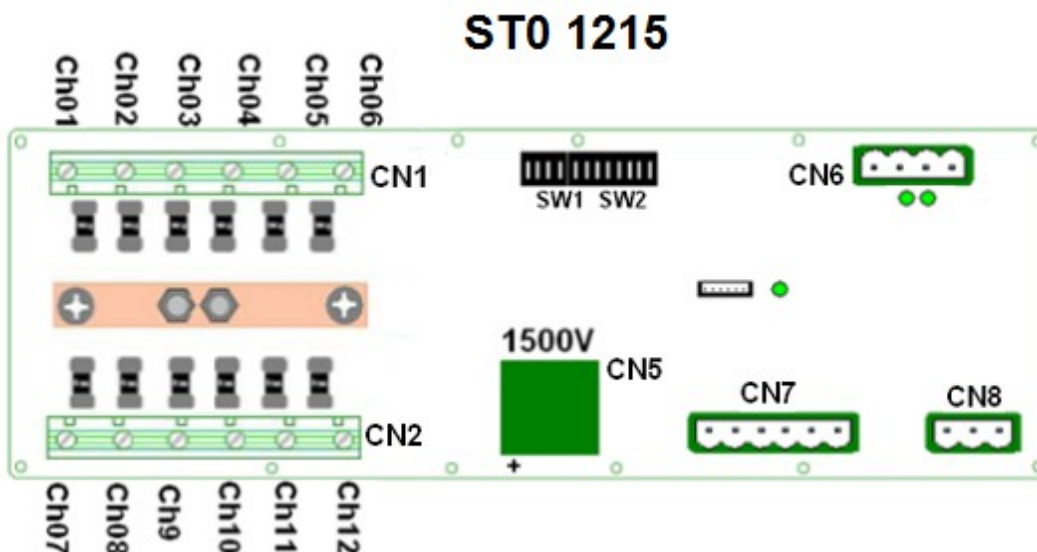 ST0 1215
Ch01
Ch02
Ch03
Ch04
Ch05
Ch06
CN1
SW1 SW2
CN6
1500V
CN5
CN7
CN8
CN2
+
Ch07
Ch08
Ch9
Ch10
Ch11
Ch12